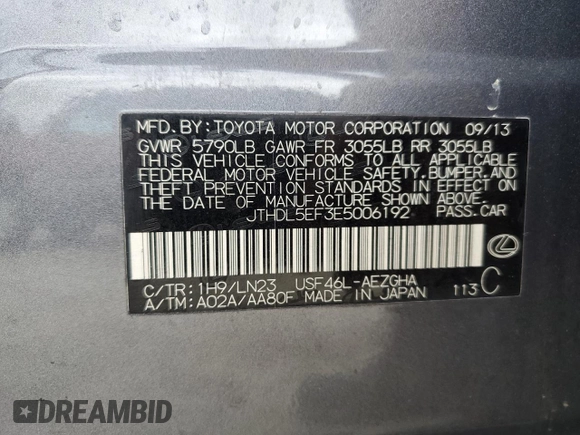 MFD. BY: TOYOTA MOTOR CORPORATION 09/13
GVWR 5790LB GAWR FR 3055LB RR 3055LB
THIS VEHICLE CONFORMS TO ALL APPLICABLE
FEDERAL MOTOR VEHICLE SAFETY, BUMPER, AND
THEFT PREVENTION STANDARDS IN EFFECT ON
THE DATE OF MANUFACTURE SHOWN ABOVE.
JTHDL5EF3E5006192 PASS.CAR
C/TR: 1H9/LN23 USF46L-AEZGHA
A/TM: A02A/AA80F MADE IN JAPAN 113 C
DREAMBID